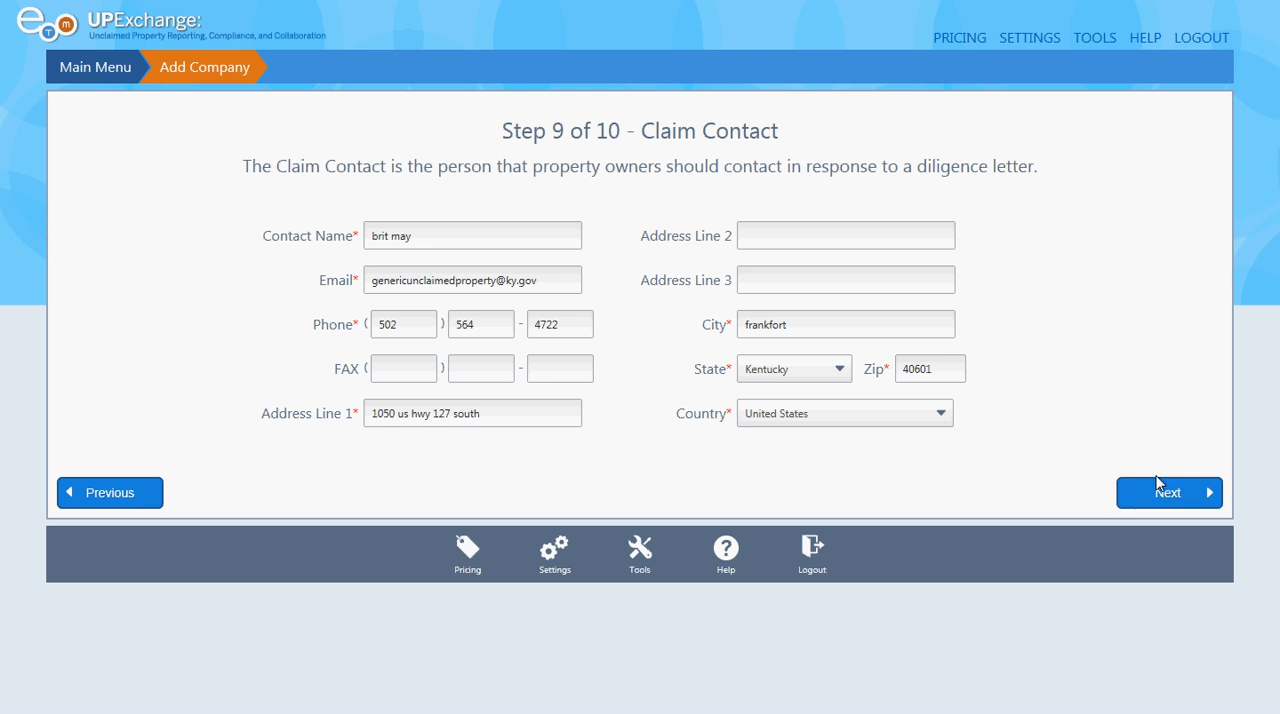 eCO
T
m
UPExchange:
Unclaimed Property Reporting, Compliance, and Collaboration
PRICING SETTINGS TOOLS HELP LOGOUT
Main Menu Add Company
Step 9 of 10 - Claim Contact
The Claim Contact is the person that property owners should contact in response to a diligence letter.
Contact Name* brit may
Address Line 2
Email* genericunclaimedproperty@ky.gov
Address Line 3
Phone* ( 502 ) 564 - 4722
City* frankfort
FAX ( ) -
State* Kentucky Zip* 40601
Address Line 1* 1050 us hwy 127 south
Country* United States
Previous
Next
Pricing Settings Tools Help Logout